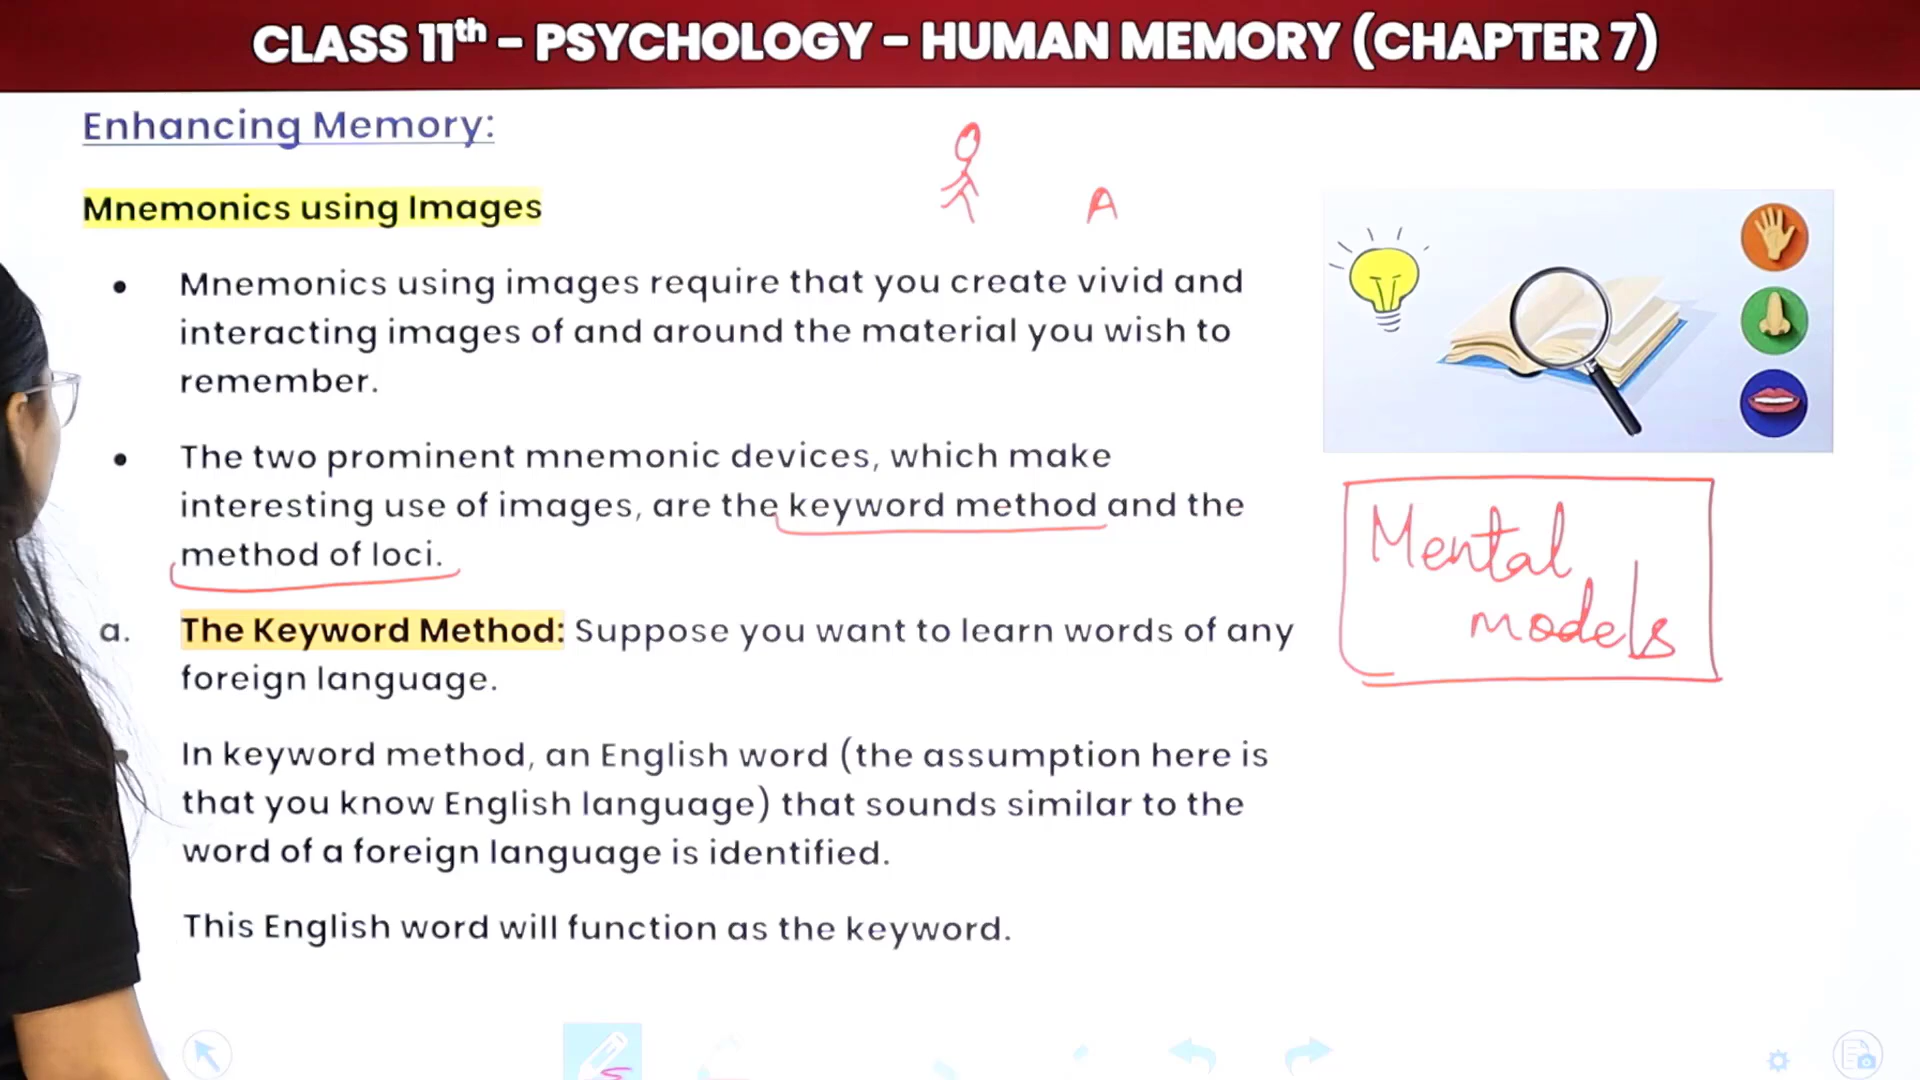 CLASS 11th – PSYCHOLOGY – HUMAN MEMORY (CHAPTER 7)
Enhancing Memory:
A
Mnemonics using Images
• Mnemonics using images require that you create vivid and
interacting images of and around the material you wish to
remember.
• The two prominent mnemonic devices, which make
interesting use of images, are the keyword method and the
method of loci.
Mental
models
a. The Keyword Method: Suppose you want to learn words of any
foreign language.
In keyword method, an English word (the assumption here is
that you know English language) that sounds similar to the
word of a foreign language is identified.
This English word will function as the keyword.